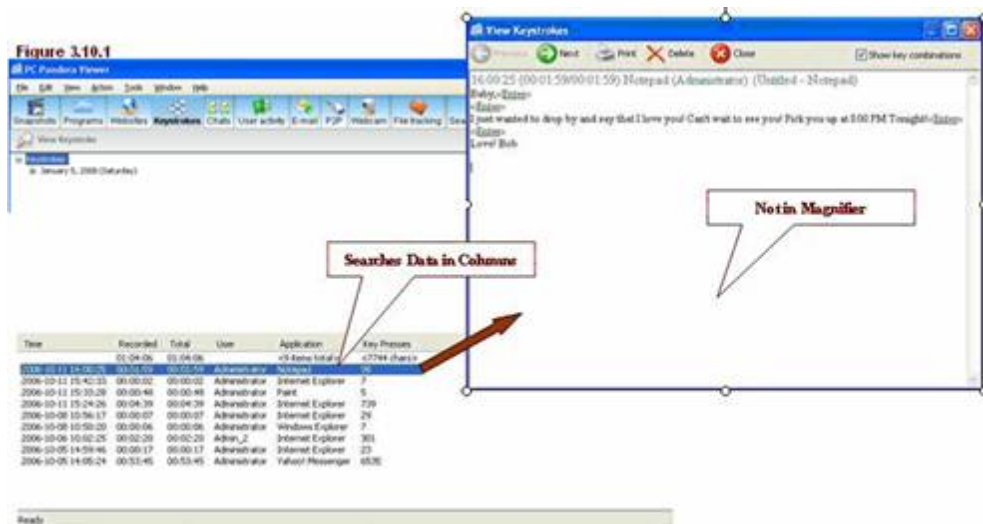 Figure 3.10.1
PC Pandora Viewer
File Edit View Action Tools Window Help
Snapshots Programs Websites Keystrokes Chats User activity E-mail P2P Webcam File tracking
View Keystrokes
Keystrokes
January 5, 2008 (Saturday)
Searches Data in Columns
Time Recorded Total User Application Key Presses
01:04:06 01:04:06 <9 items total> <7744 chars>
2006-10-11 16:00:25 00:01:59 00:01:59 Administrator Notepad
2006-10-11 15:42:33 00:00:02 00:00:02 Administrator Internet Explorer 7
2006-10-11 15:33:28 00:00:48 00:00:48 Administrator Paint 5
2006-10-11 15:24:26 00:04:39 00:04:39 Administrator Internet Explorer 739
2006-10-08 10:56:17 00:00:07 00:00:07 Administrator Internet Explorer 29
2006-10-08 10:50:20 00:00:06 00:00:06 Administrator Windows Explorer 7
2006-10-06 10:02:25 00:02:20 00:02:20 Admin_2 Internet Explorer 301
2006-10-05 14:59:46 00:00:17 00:00:17 Administrator Internet Explorer 23
2006-10-05 14:05:24 00:53:45 00:53:45 Administrator Yahoo! Messenger 6535
Ready
View Keystrokes
Previous Next Print Delete Close Show key combinations
16:00:25 (00:01:59/00:01:59) Notepad (Administrator) (Untitled - Notepad)
Baby,<Enter>
<Enter>
I just wanted to drop by and say that I love you! Can't wait to see you! Pick you up at 8:00 PM Tonight!<Enter>
<Enter>
Love! Bob
Not in Magnifier